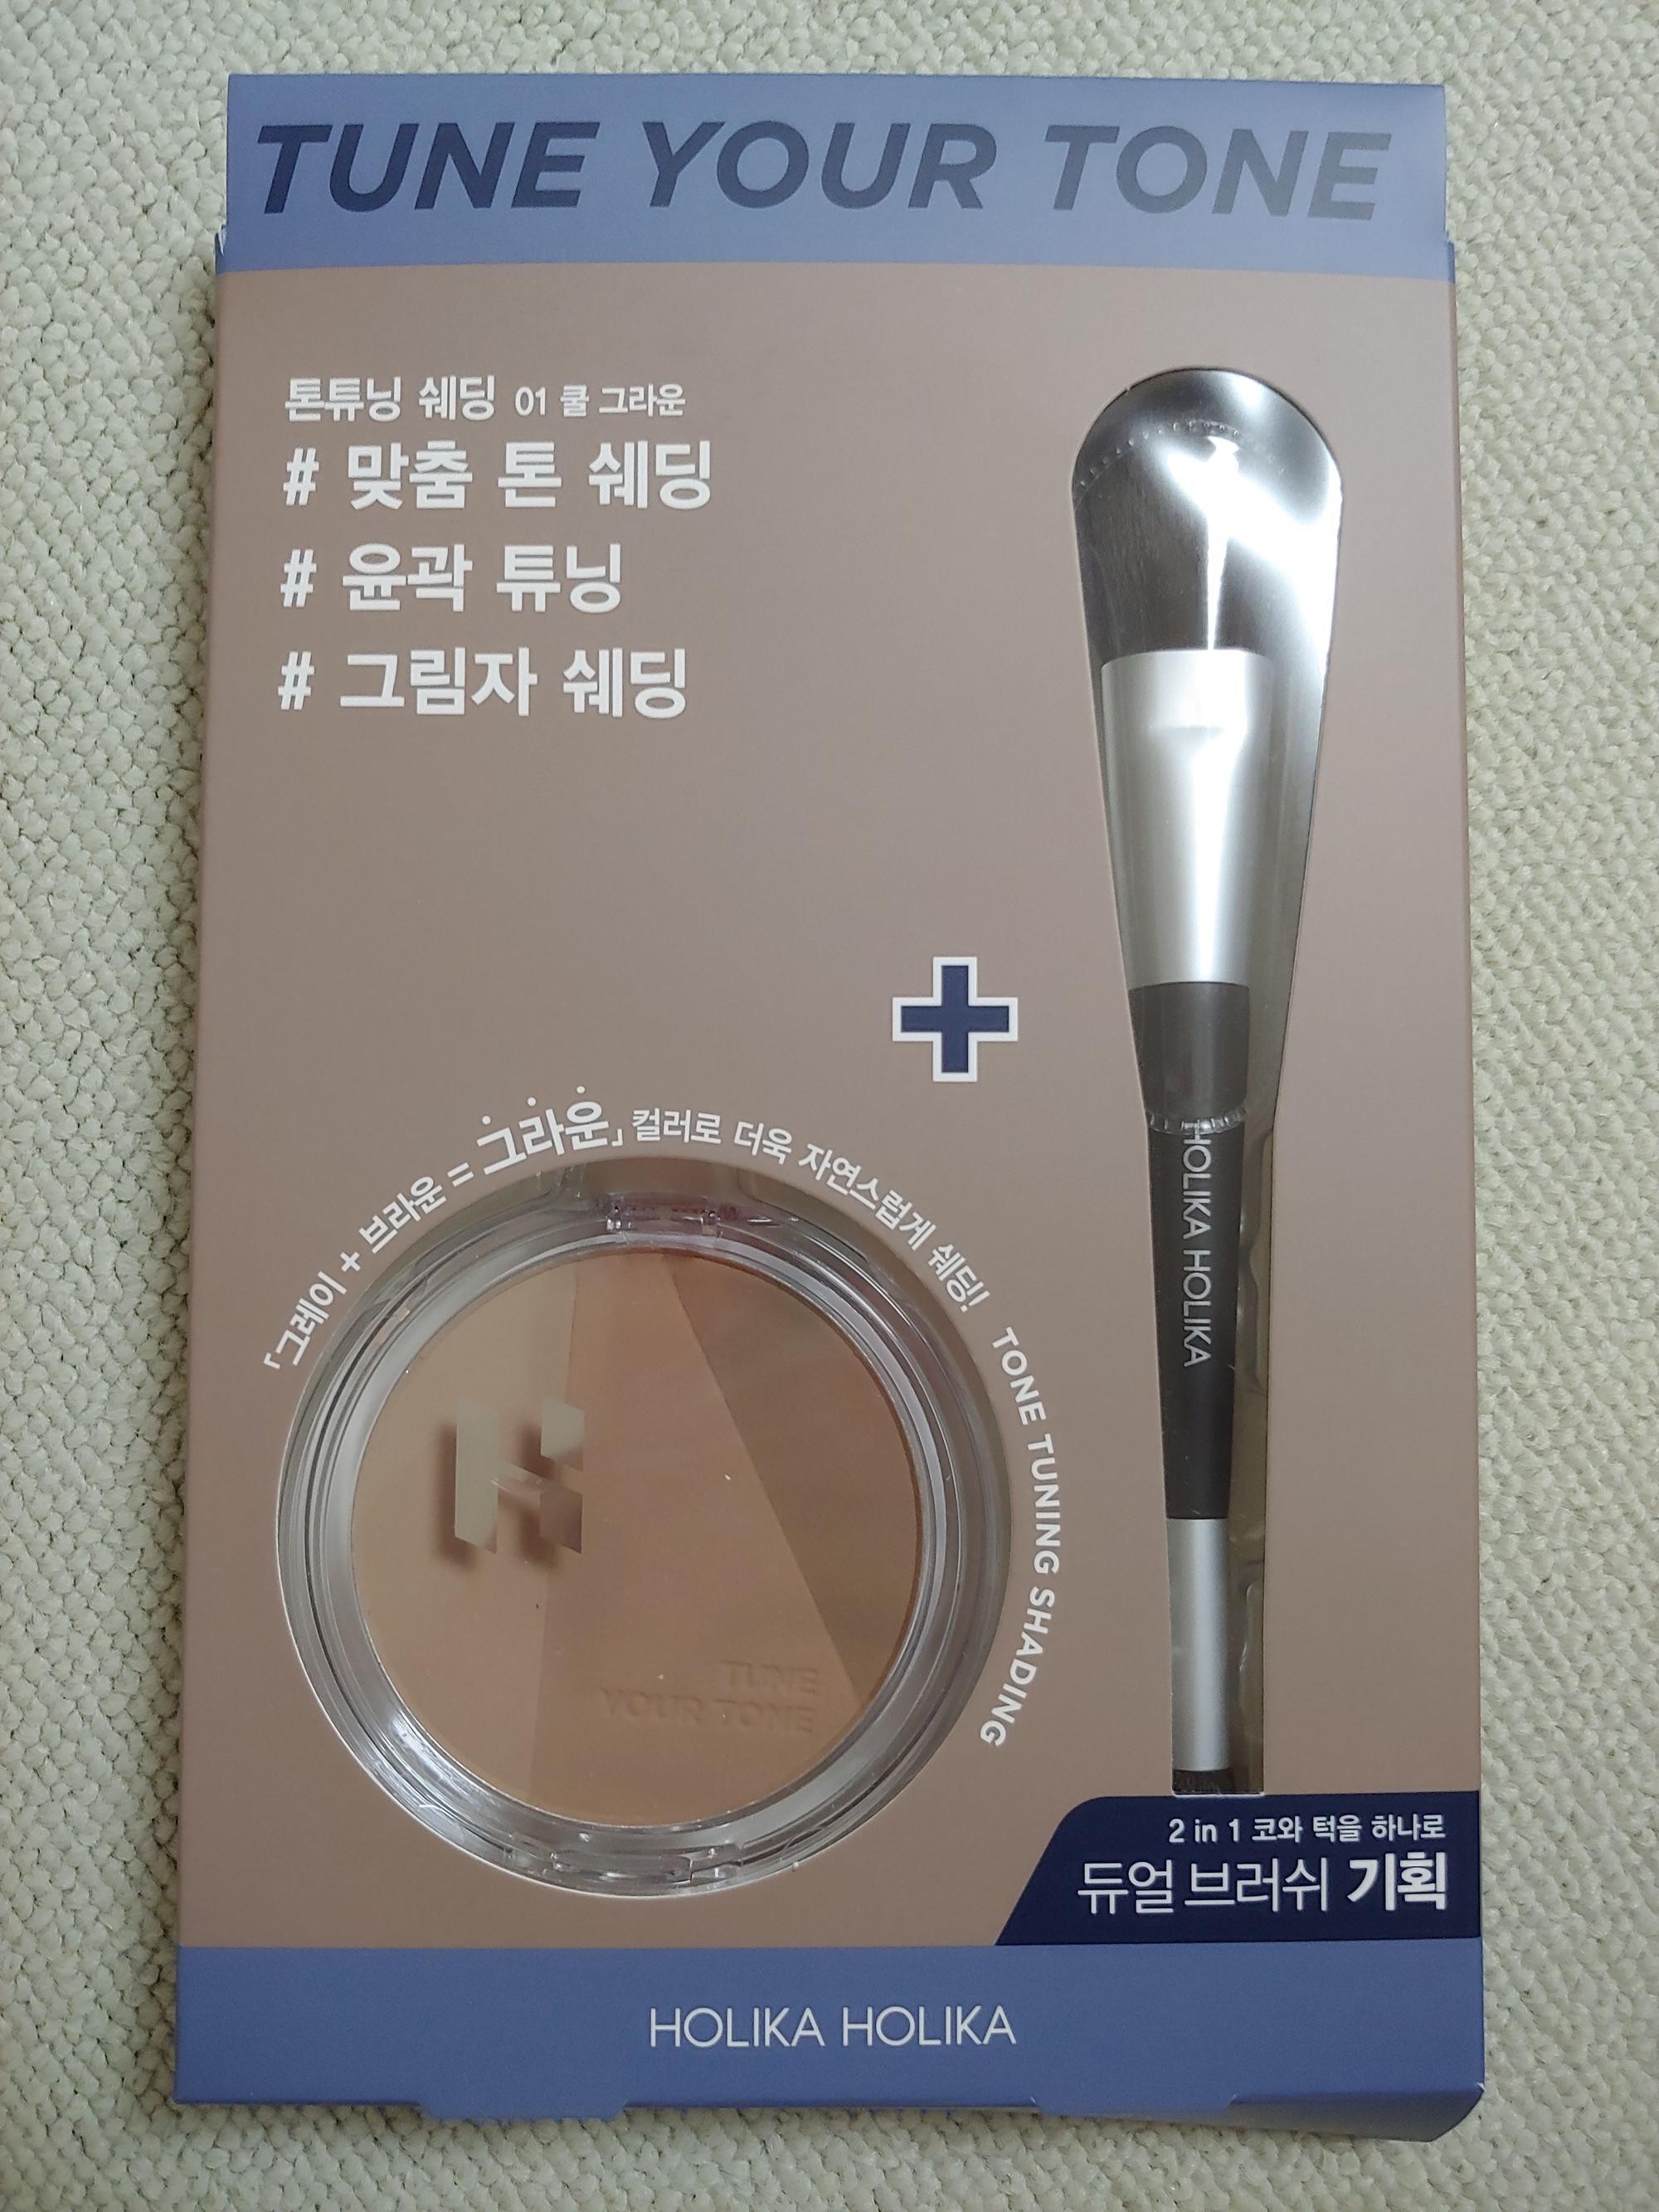 TUNE YOUR TONE
톤튜닝 쉐딩 01 쿨 그라운
# 맞춤 톤 쉐딩
# 윤곽 튜닝
# 그림자 쉐딩
「그레이 + 브라운 = 그라운」 컬러로 더욱 자연스럽게 쉐딩! TONE TUNING SHADING
HOLIKA HOLIKA
H
TUNE
YOUR TONE
2 in 1 코와 턱을 하나로
듀얼 브러쉬 기획
HOLIKA HOLIKA